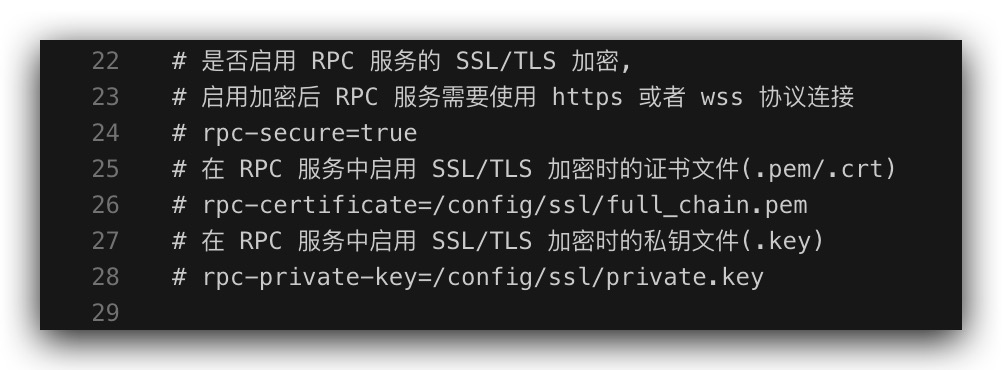 22 # 是否启用 RPC 服务的 SSL/TLS 加密,
23 # 启用加密后 RPC 服务需要使用 https 或者 wss 协议连接
24 # rpc-secure=true
25 # 在 RPC 服务中启用 SSL/TLS 加密时的证书文件(.pem/.crt)
26 # rpc-certificate=/config/ssl/full_chain.pem
27 # 在 RPC 服务中启用 SSL/TLS 加密时的私钥文件(.key)
28 # rpc-private-key=/config/ssl/private.key
29